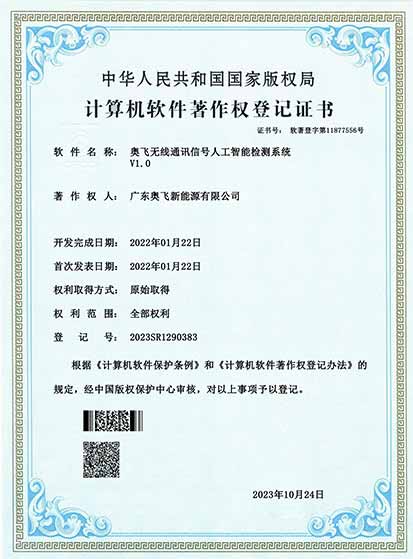 中华人民共和国国家版权局
计算机软件著作权登记证书
证书号： 软著登字第11877556号
软件名称： 奥飞无线通讯信号人工智能检测系统
V1.0
著作权人： 广东奥飞新能源有限公司
开发完成日期： 2022年01月22日
首次发表日期： 2022年01月22日
权利取得方式： 原始取得
权利范围： 全部权利
登记号： 2023SR1290383
根据《计算机软件保护条例》和《计算机软件著作权登记办法》的
规定，经中国版权保护中心审核，对以上事项予以登记。
2023年10月24日